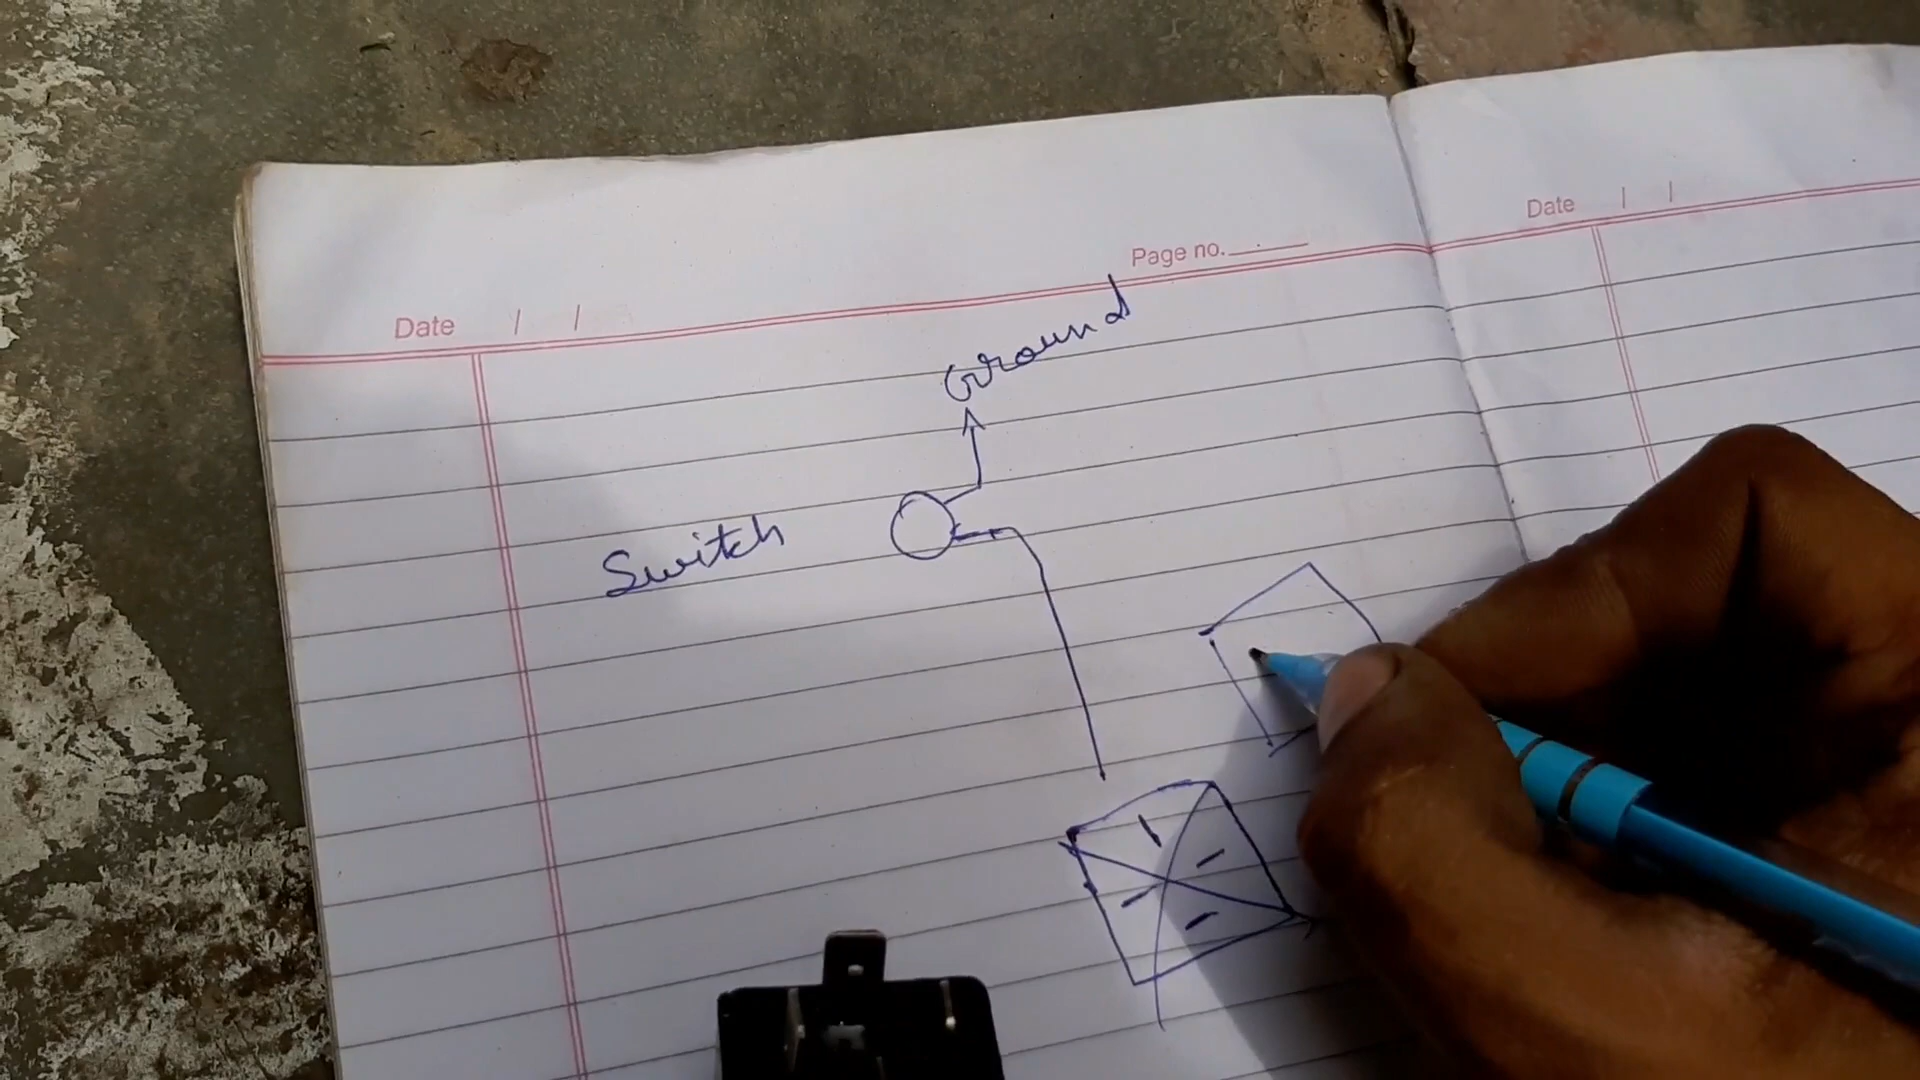 Date / /
Page no.
Date / /
Ground
Switch